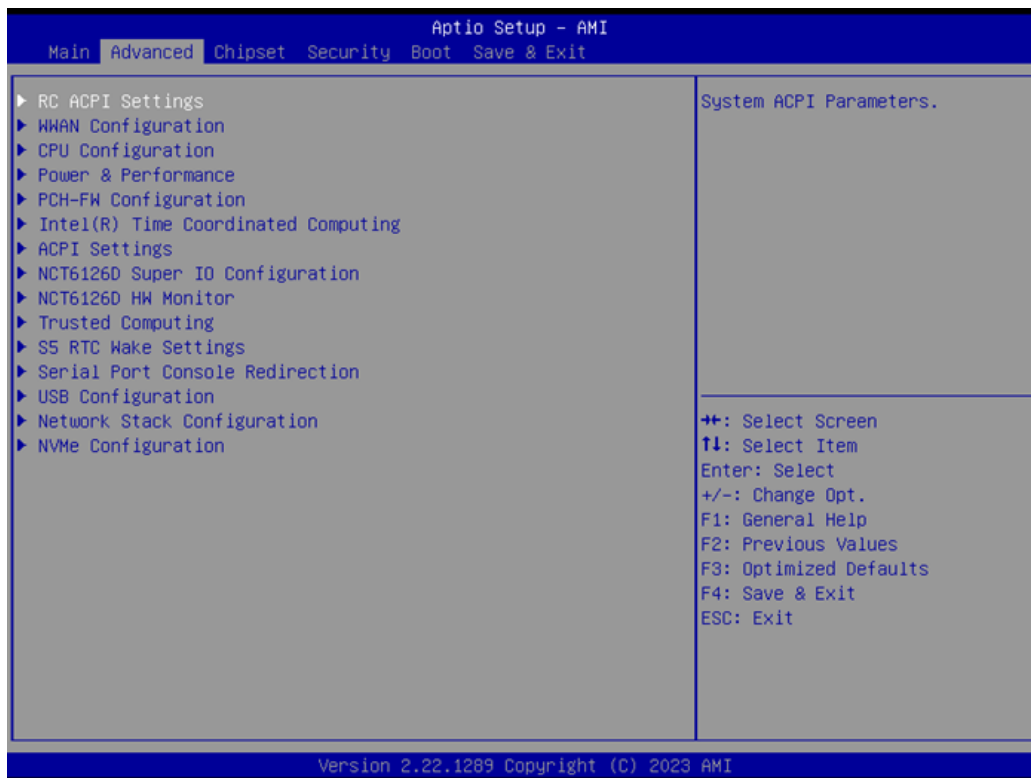 Aptio Setup – AMI
Main Advanced Chipset Security Boot Save & Exit
RC ACPI Settings
WWAN Configuration
CPU Configuration
Power & Performance
PCH-FW Configuration
Intel(R) Time Coordinated Computing
ACPI Settings
NCT6126D Super IO Configuration
NCT6126D HW Monitor
Trusted Computing
S5 RTC Wake Settings
Serial Port Console Redirection
USB Configuration
Network Stack Configuration
NVMe Configuration
System ACPI Parameters.
→←: Select Screen
↑↓: Select Item
Enter: Select
+/-: Change Opt.
F1: General Help
F2: Previous Values
F3: Optimized Defaults
F4: Save & Exit
ESC: Exit
Version 2.22.1289 Copyright (C) 2023 AMI